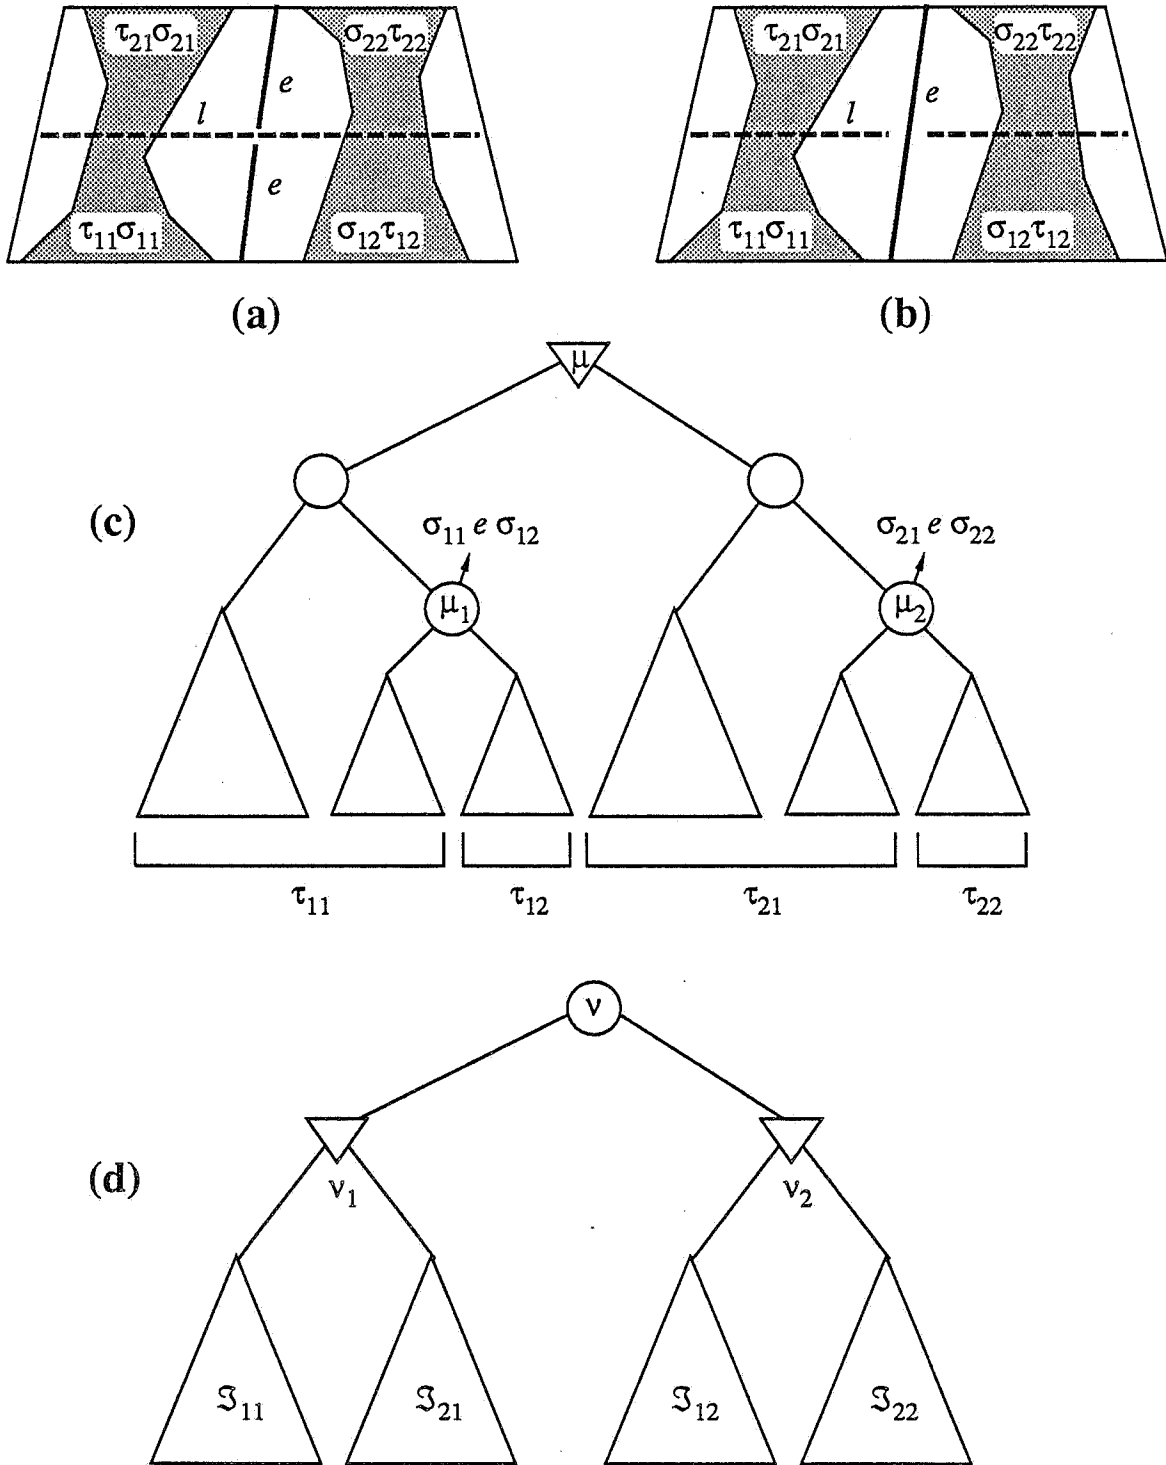 τ21σ21 σ22τ22 τ21σ21 σ22τ22
e
l
l
e
e
τ11σ11 σ12τ12 τ11σ11 σ12τ12
(a) (b)
μ
(c)
σ11 e σ12 σ21 e σ22
μ1 μ2
τ11 τ12 τ21 τ22
ν
(d)
ν1 ν2
ℑ11 ℑ21 ℑ12 ℑ22